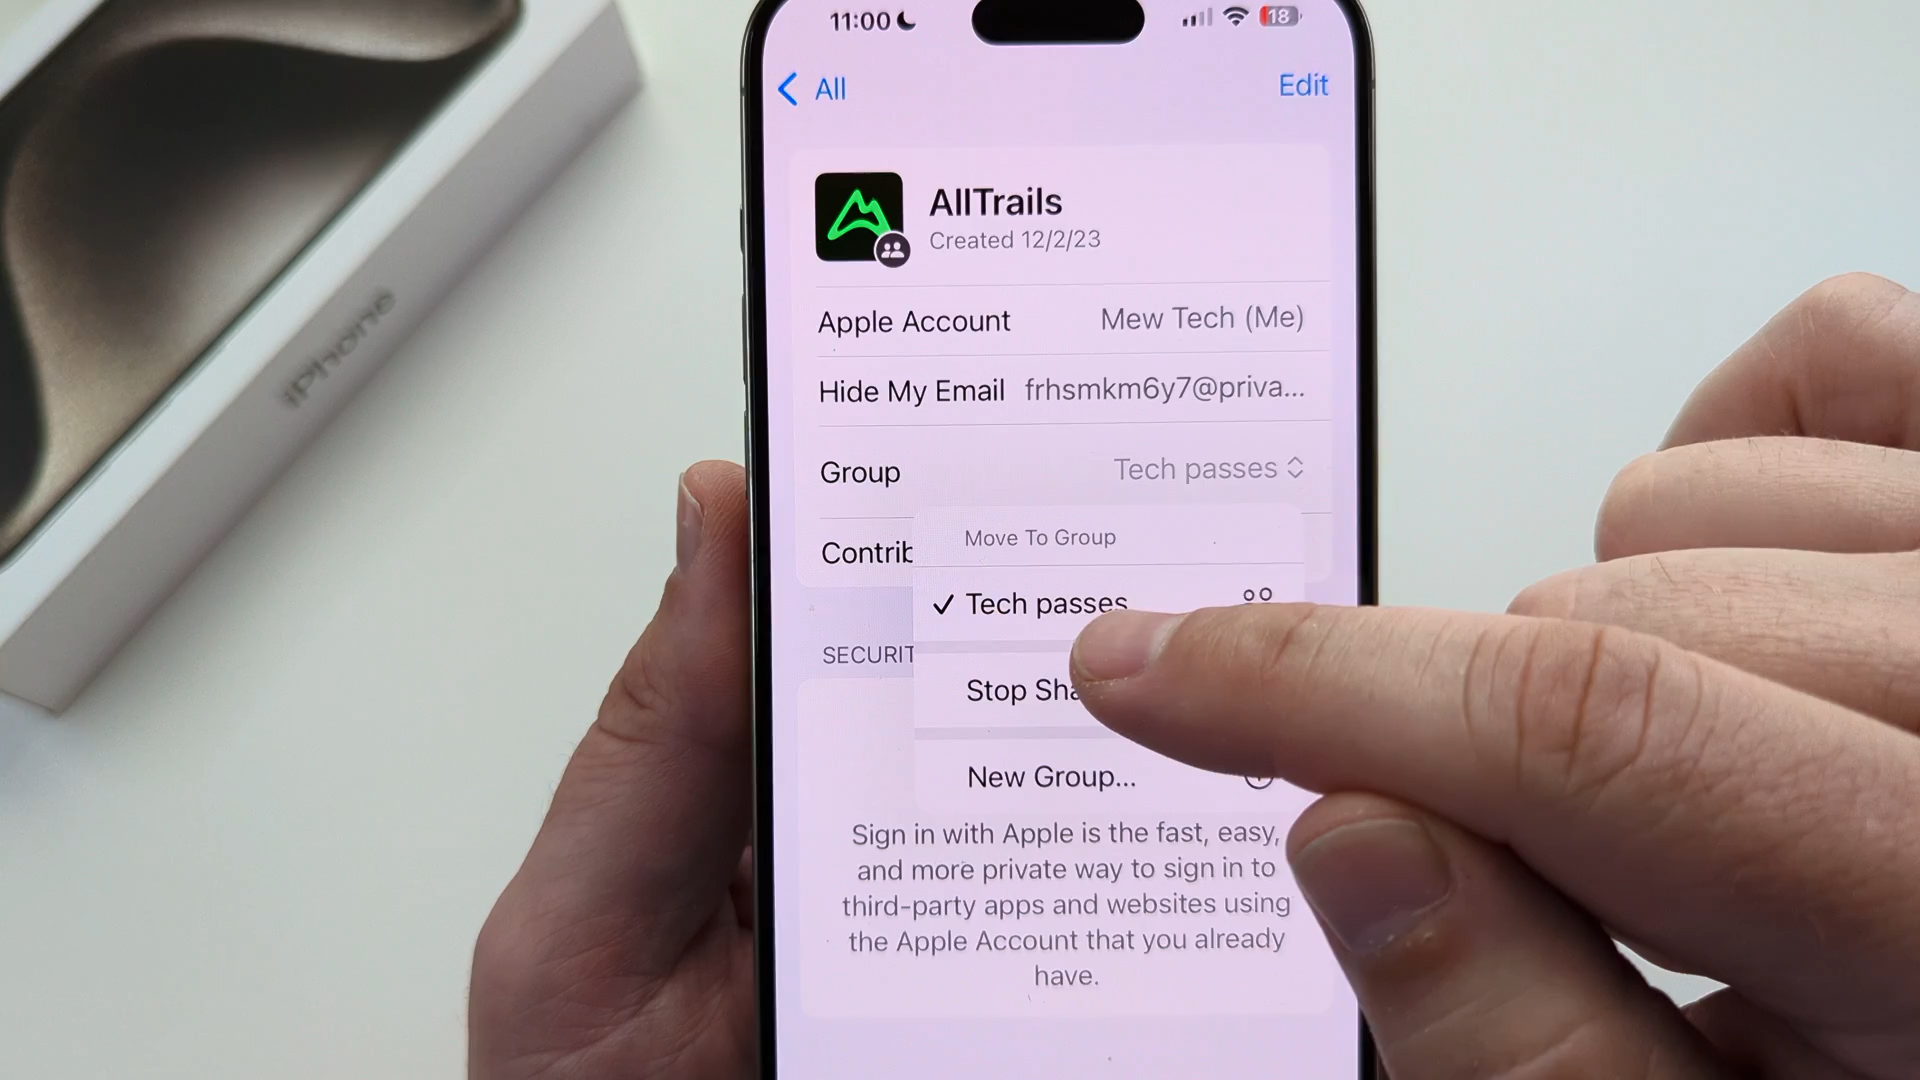 iPhone
11:00
18
All
Edit
AllTrails
Created 12/2/23
Apple Account
Mew Tech (Me)
Hide My Email
frhsmkm6y7@priva...
Group
Tech passes
Move To Group
Contrib
Tech passes
SECURIT
Stop Sha
New Group...
Sign in with Apple is the fast, easy,
and more private way to sign in to
third-party apps and websites using
the Apple Account that you already
have.